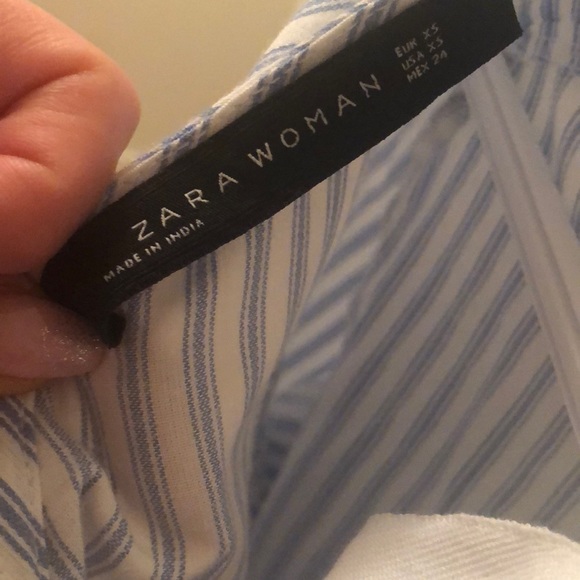 ZARA WOMAN
MADE IN INDIA
EUR XS
USA XS
MEX 24